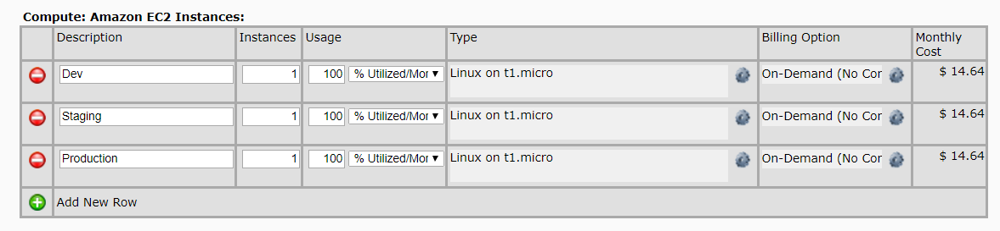 Compute: Amazon EC2 Instances:
Description Instances Usage Type Billing Option Monthly Cost
Dev 1 100 % Utilized/Mor Linux on t1.micro On-Demand (No Cor $ 14.64
Staging 1 100 % Utilized/Mor Linux on t1.micro On-Demand (No Cor $ 14.64
Production 1 100 % Utilized/Mor Linux on t1.micro On-Demand (No Cor $ 14.64
Add New Row